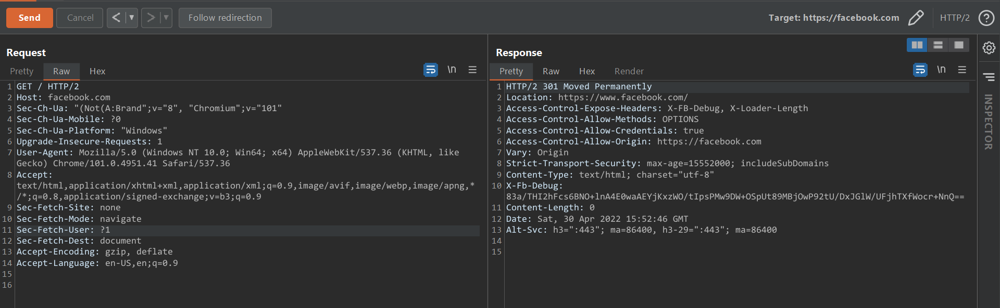 Send Cancel < ▼ > ▼ Follow redirection Target: https://facebook.com HTTP/2 ?
Request
Pretty Raw Hex \n
1 GET / HTTP/2
2 Host: facebook.com
3 Sec-Ch-Ua: "(Not(A:Brand";v="8", "Chromium";v="101"
4 Sec-Ch-Ua-Mobile: ?0
5 Sec-Ch-Ua-Platform: "Windows"
6 Upgrade-Insecure-Requests: 1
7 User-Agent: Mozilla/5.0 (Windows NT 10.0; Win64; x64) AppleWebKit/537.36 (KHTML, like
Gecko) Chrome/101.0.4951.41 Safari/537.36
8 Accept:
text/html,application/xhtml+xml,application/xml;q=0.9,image/avif,image/webp,image/apng,*
/*;q=0.8,application/signed-exchange;v=b3;q=0.9
9 Sec-Fetch-Site: none
10 Sec-Fetch-Mode: navigate
11 Sec-Fetch-User: ?1
12 Sec-Fetch-Dest: document
13 Accept-Encoding: gzip, deflate
14 Accept-Language: en-US,en;q=0.9
15
16
Response
Pretty Raw Hex Render \n
1 HTTP/2 301 Moved Permanently
2 Location: https://www.facebook.com/
3 Access-Control-Expose-Headers: X-FB-Debug, X-Loader-Length
4 Access-Control-Allow-Methods: OPTIONS
5 Access-Control-Allow-Credentials: true
6 Access-Control-Allow-Origin: https://facebook.com
7 Vary: Origin
8 Strict-Transport-Security: max-age=15552000; includeSubDomains
9 Content-Type: text/html; charset="utf-8"
10 X-Fb-Debug:
83a/THI2hFcs6BNO+lnA4E0waAEYjKxzWO/tIpsPMw9DW+OSpUt89MBjOwP92tU/DxJGlW/UFjhTXfWocr+NnQ==
11 Content-Length: 0
12 Date: Sat, 30 Apr 2022 15:52:46 GMT
13 Alt-Svc: h3=":443"; ma=86400, h3-29=":443"; ma=86400
14
15
INSPECTOR